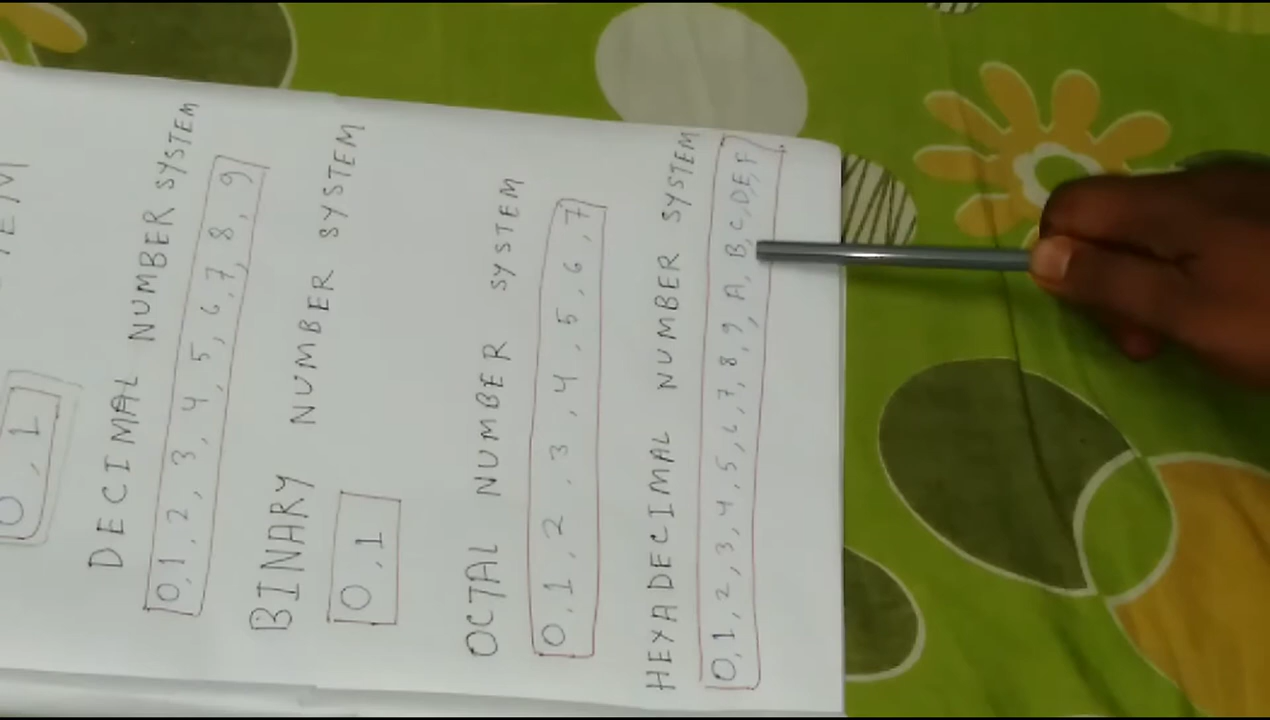 0, 1
DECIMAL NUMBER SYSTEM
0, 1, 2, 3, 4, 5, 6, 7, 8, 9
BINARY NUMBER SYSTEM
0, 1
OCTAL NUMBER SYSTEM
0, 1, 2, 3, 4, 5, 6, 7
HEXADECIMAL NUMBER SYSTEM
0, 1, 2, 3, 4, 5, 6, 7, 8, 9, A, B, C, D, E, F